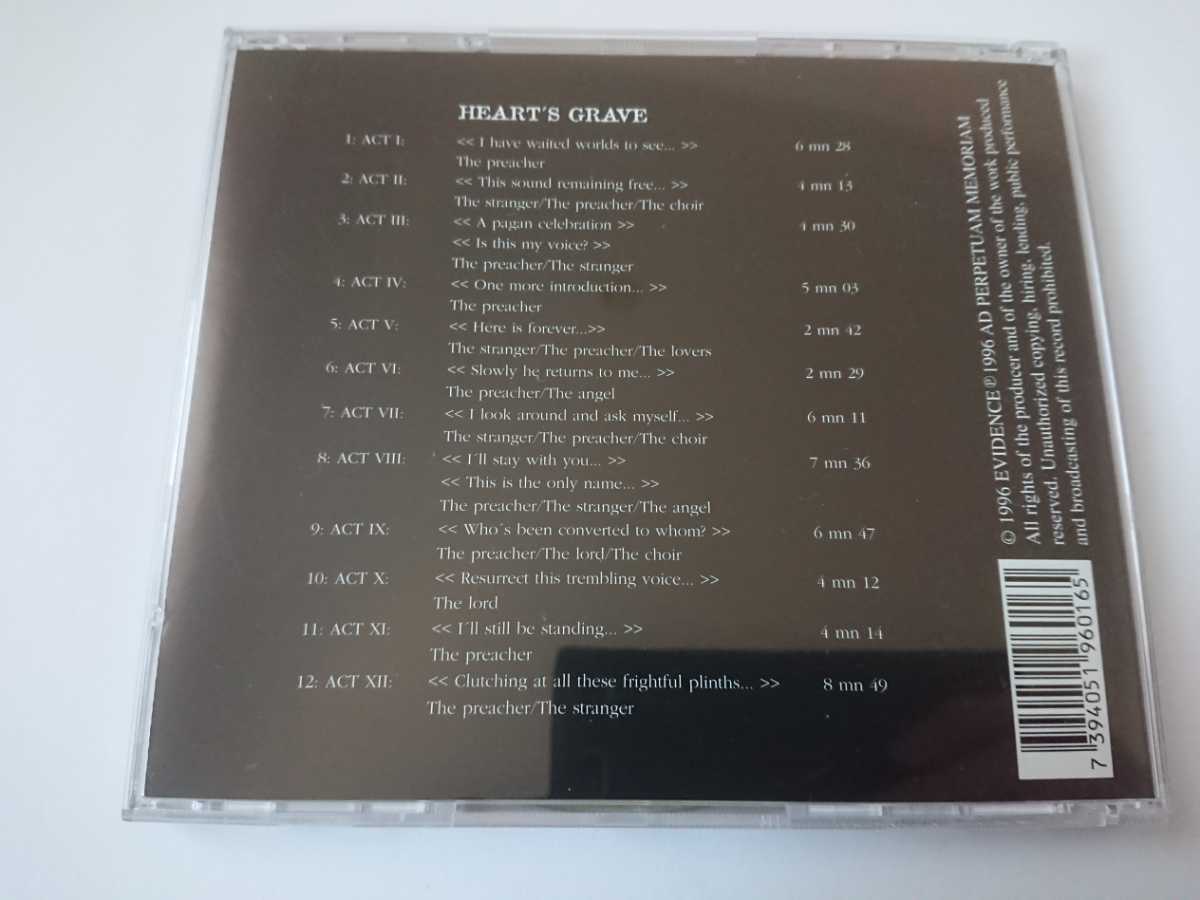 HEART'S GRAVE
1: ACT I: << I have waited worlds to see... >> 6 mn 28
The preacher
2: ACT II: << This sound remaining free... >> 4 mn 13
The stranger/The preacher/The choir
3: ACT III: << A pagan celebration >> 4 mn 30
<< Is this my voice? >>
The preacher/The stranger
4: ACT IV: << One more introduction... >> 5 mn 03
The preacher
5: ACT V: << Here is forever...>> 2 mn 42
The stranger/The preacher/The lovers
6: ACT VI: << Slowly he returns to me... >> 2 mn 29
The preacher/The angel
7: ACT VII: << I look around and ask myself... >> 6 mn 11
The stranger/The preacher/The choir
8: ACT VIII: << I´ll stay with you... >> 7 mn 36
<< This is the only name... >>
The preacher/The stranger/The angel
9: ACT IX: << Who´s been converted to whom? >> 6 mn 47
The preacher/The lord/The choir
10: ACT X: << Resurrect this trembling voice... >> 4 mn 12
The lord
11: ACT XI: << I´ll still be standing... >> 4 mn 14
The preacher
12: ACT XII: << Clutching at all these frightful plinths... >> 8 mn 49
The preacher/The stranger
© 1996 EVIDENCE ℗ 1996 AD PERPETUAM MEMORIAM
All rights of the producer and of the owner of the work produced
reserved. Unauthorized copying, hiring, lending, public performance
and broadcasting of this record prohibited.
7 394051 960165